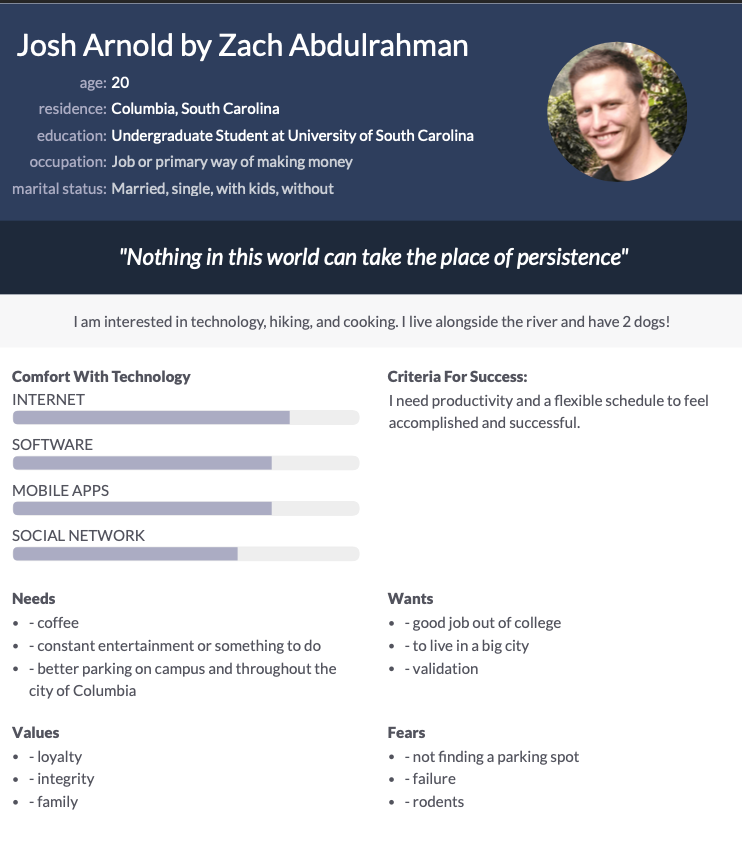 Josh Arnold by Zach Abdulrahman
age: 20
residence: Columbia, South Carolina
education: Undergraduate Student at University of South Carolina
occupation: Job or primary way of making money
marital status: Married, single, with kids, without
"Nothing in this world can take the place of persistence"
I am interested in technology, hiking, and cooking. I live alongside the river and have 2 dogs!
Comfort With Technology
INTERNET
SOFTWARE
MOBILE APPS
SOCIAL NETWORK
Criteria For Success:
I need productivity and a flexible schedule to feel
accomplished and successful.
Needs
• - coffee
• - constant entertainment or something to do
• - better parking on campus and throughout the
city of Columbia
Wants
• - good job out of college
• - to live in a big city
• - validation
Values
• - loyalty
• - integrity
• - family
Fears
• - not finding a parking spot
• - failure
• - rodents